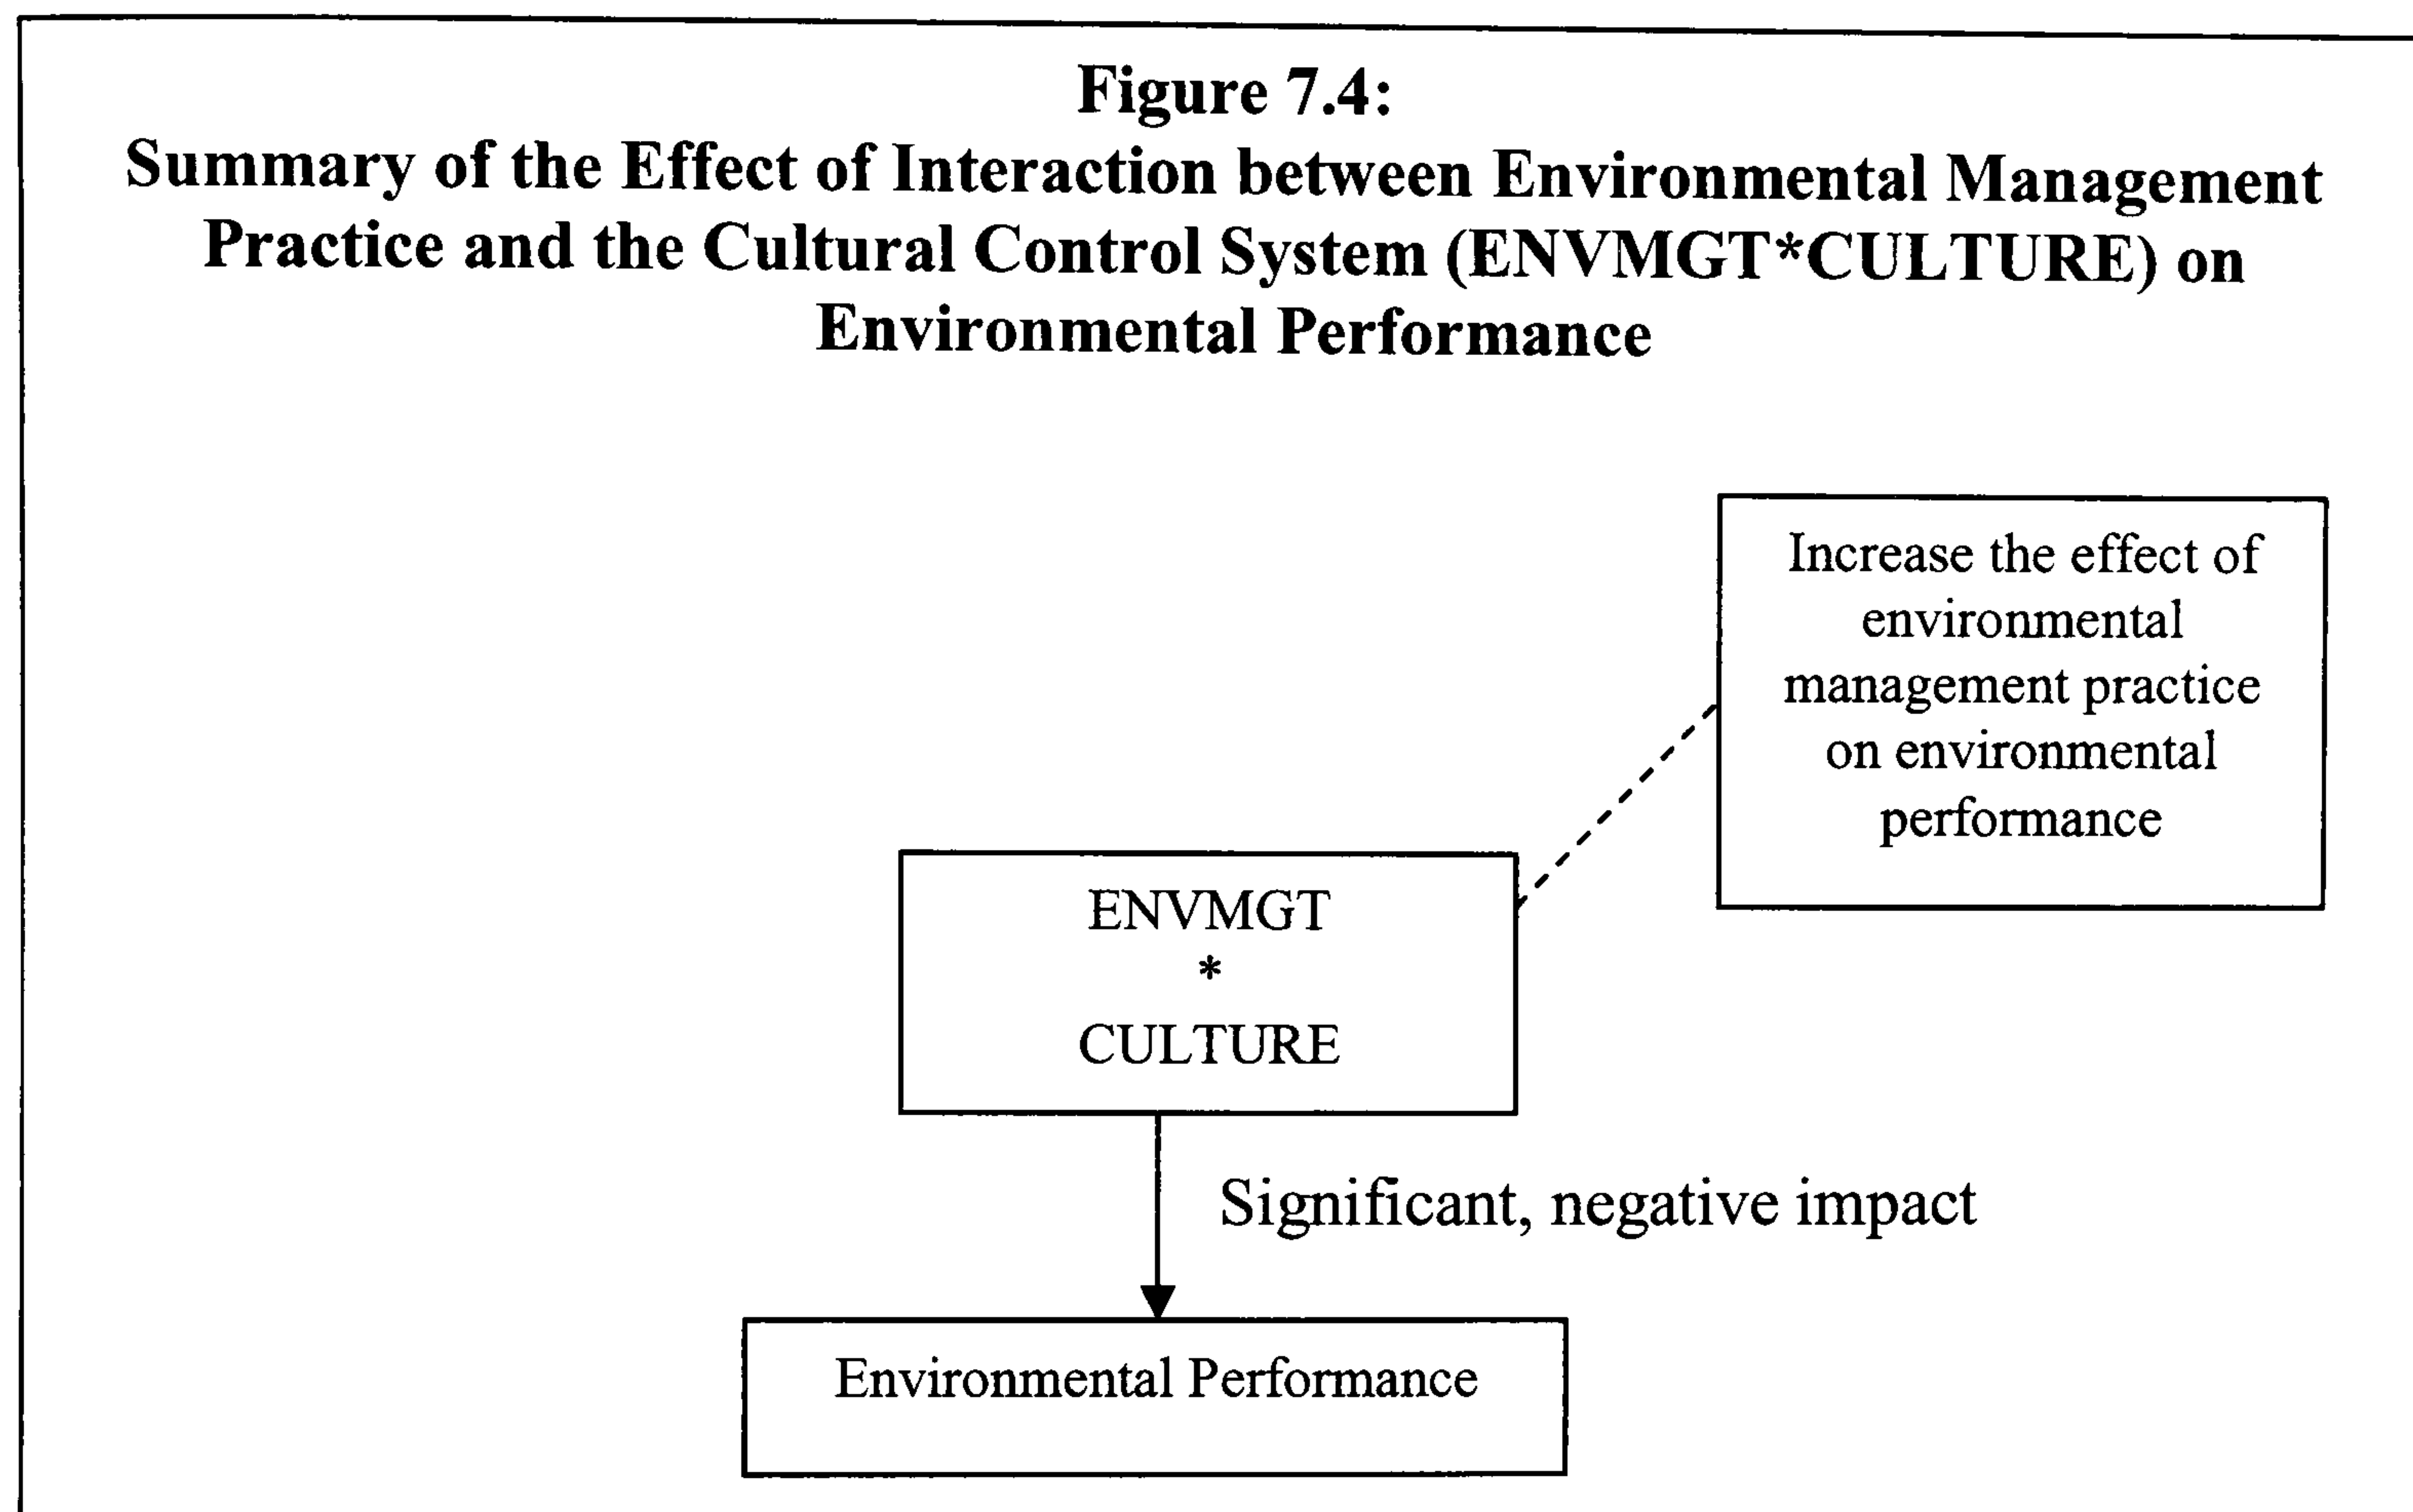 Figure 7.4:
Summary of the Effect of Interaction between Environmental Management
Practice and the Cultural Control System (ENVMGT*CULTURE) on
Environmental Performance
Increase the effect of
environmental
management practice
on environmental
performance
ENVMGT
*
CULTURE
Significant, negative impact
Environmental Performance